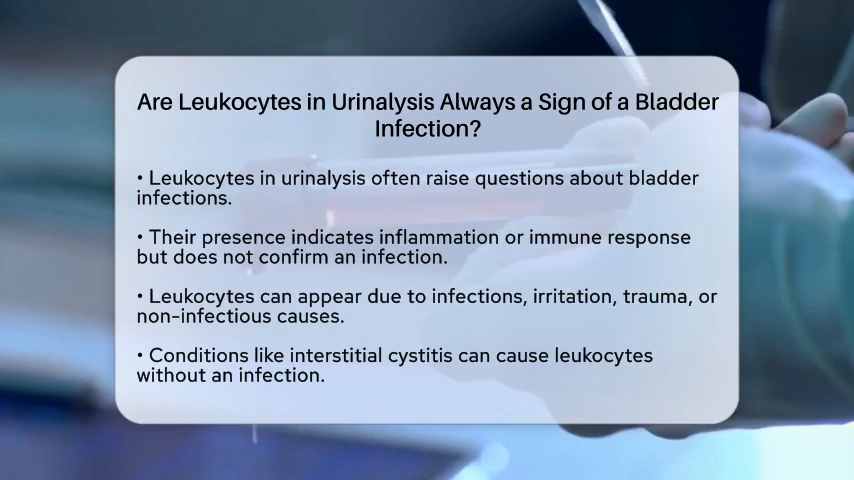 Are Leukocytes in Urinalysis Always a Sign of a Bladder
Infection?
• Leukocytes in urinalysis often raise questions about bladder
infections.
• Their presence indicates inflammation or immune response
but does not confirm an infection.
• Leukocytes can appear due to infections, irritation, trauma, or
non-infectious causes.
• Conditions like interstitial cystitis can cause leukocytes
without an infection.